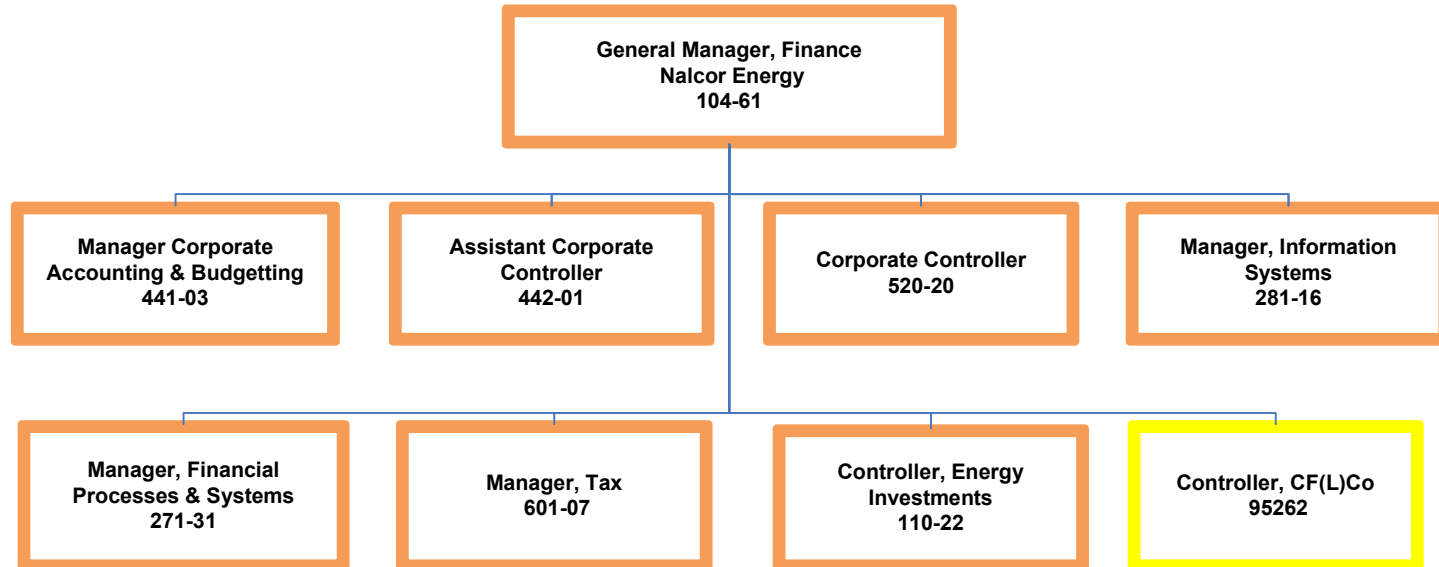 General Manager, Finance
Nalcor Energy
104-61
Manager Corporate
Accounting & Budgetting
441-03
Assistant Corporate
Controller
442-01
Corporate Controller
520-20
Manager, Information
Systems
281-16
Manager, Financial
Processes & Systems
271-31
Manager, Tax
601-07
Controller, Energy
Investments
110-22
Controller, CF(L)Co
95262